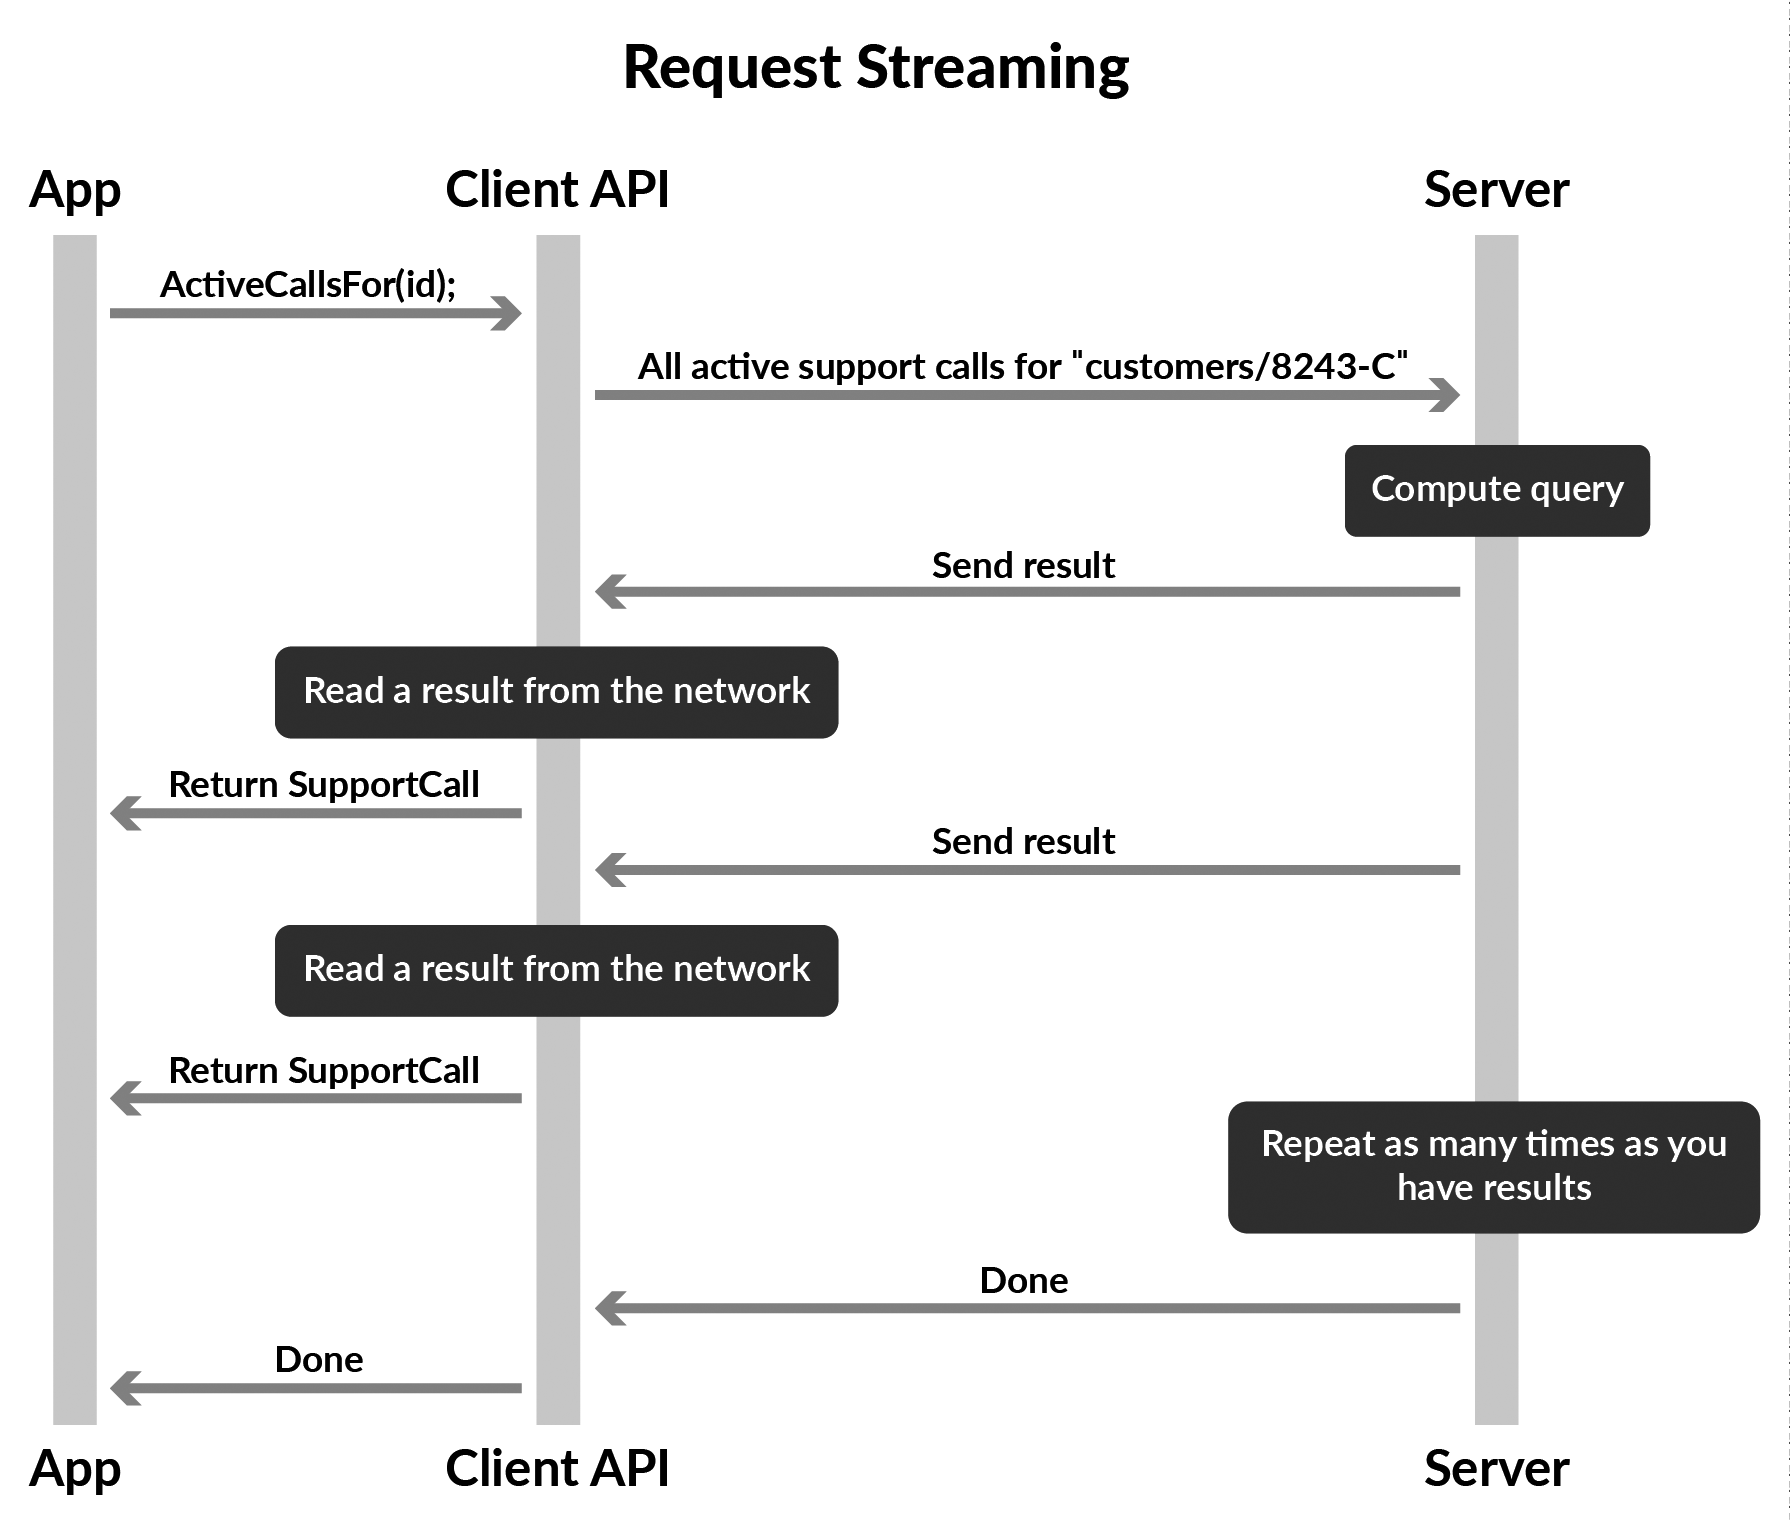 Request Streaming
App
Client API
Server
ActiveCallsFor(id);
All active support calls for "customers/8243-C"
Compute query
Send result
Read a result from the network
Return SupportCall
Send result
Read a result from the network
Return SupportCall
Repeat as many times as you
have results
Done
Done
App
Client API
Server